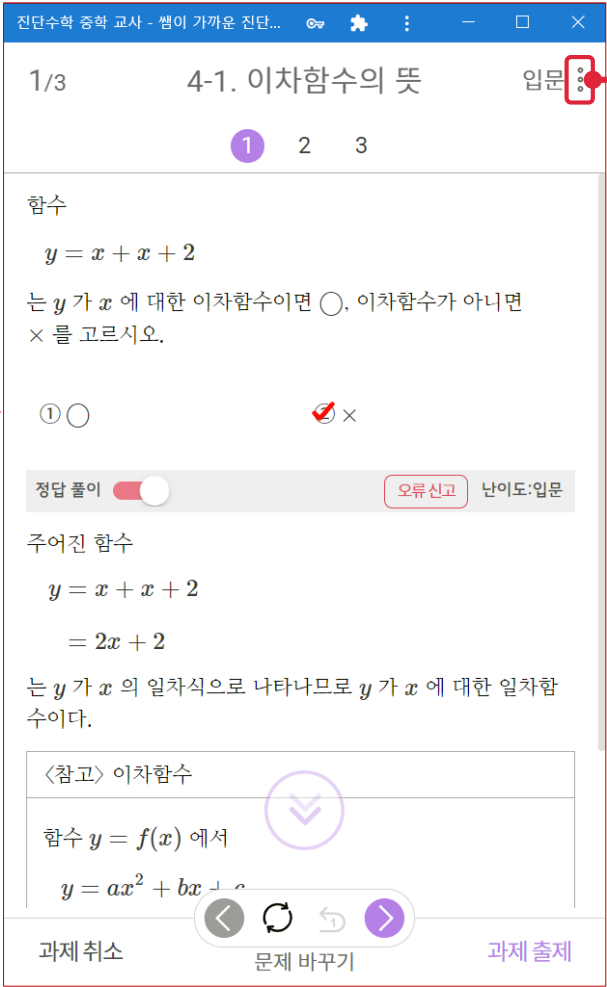 진단수학 중학 교사 - 쌤이 가까운 진단...
1/3 4-1. 이차함수의 뜻 입문
1 2 3
함수
y = x + x + 2
는 y 가 x 에 대한 이차함수이면 ◯, 이차함수가 아니면
× 를 고르시오.
① ◯ ② ×
정답 풀이 오류신고 난이도:입문
주어진 함수
y = x + x + 2
= 2x + 2
는 y 가 x 의 일차식으로 나타나므로 y 가 x 에 대한 일차함
수이다.
〈참고〉 이차함수
함수 y = f(x) 에서
y = ax² + bx + c
1
과제 취소 문제 바꾸기 과제 출제